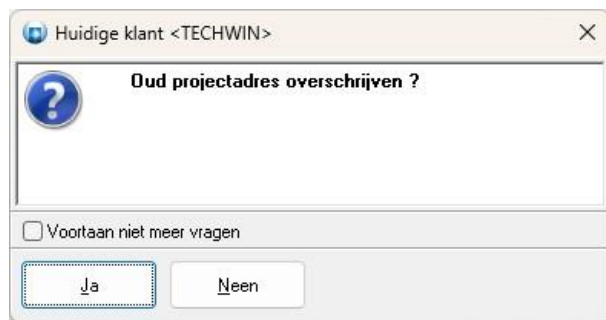 Huidige klant <TECHWIN>
Oud projectadres overschrijven ?
Voortaan niet meer vragen
Ja
Neen